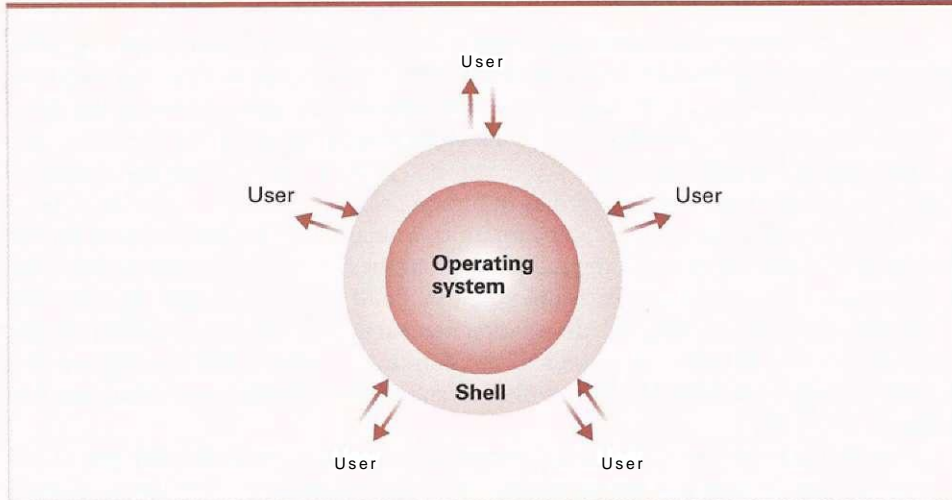 User
User
User
Operating
system
Shell
User
User